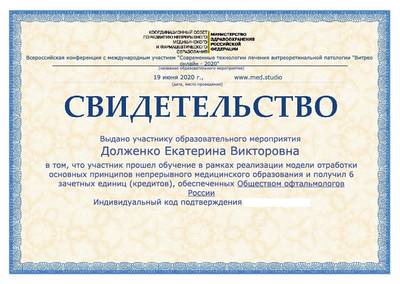 КООРДИНАЦИОННЫЙ СОВЕТ
ПО РАЗВИТИЮ НЕПРЕРЫВНОГО
МЕДИЦИНСКОГО
И ФАРМАЦЕВТИЧЕСКОГО
ОБРАЗОВАНИЯ
МИНИСТЕРСТВО
ЗДРАВООХРАНЕНИЯ
РОССИЙСКОЙ
ФЕДЕРАЦИИ
Всероссийская конференция с международным участием "Современные технологии лечения витреоретинальной патологии "Витрео
онлайн - 2020"
(название образовательного мероприятия)
19 июня 2020 г., www.med.studio
(дата, место проведения)
СВИДЕТЕЛЬСТВО
Выдано участнику образовательного мероприятия
Долженко Екатерина Викторовна
в том, что участник прошел обучение в рамках реализации модели отработки
основных принципов непрерывного медицинского образования и получил 6
зачетных единиц (кредитов), обеспеченных Обществом офтальмологов
России
Индивидуальный код подтверждения